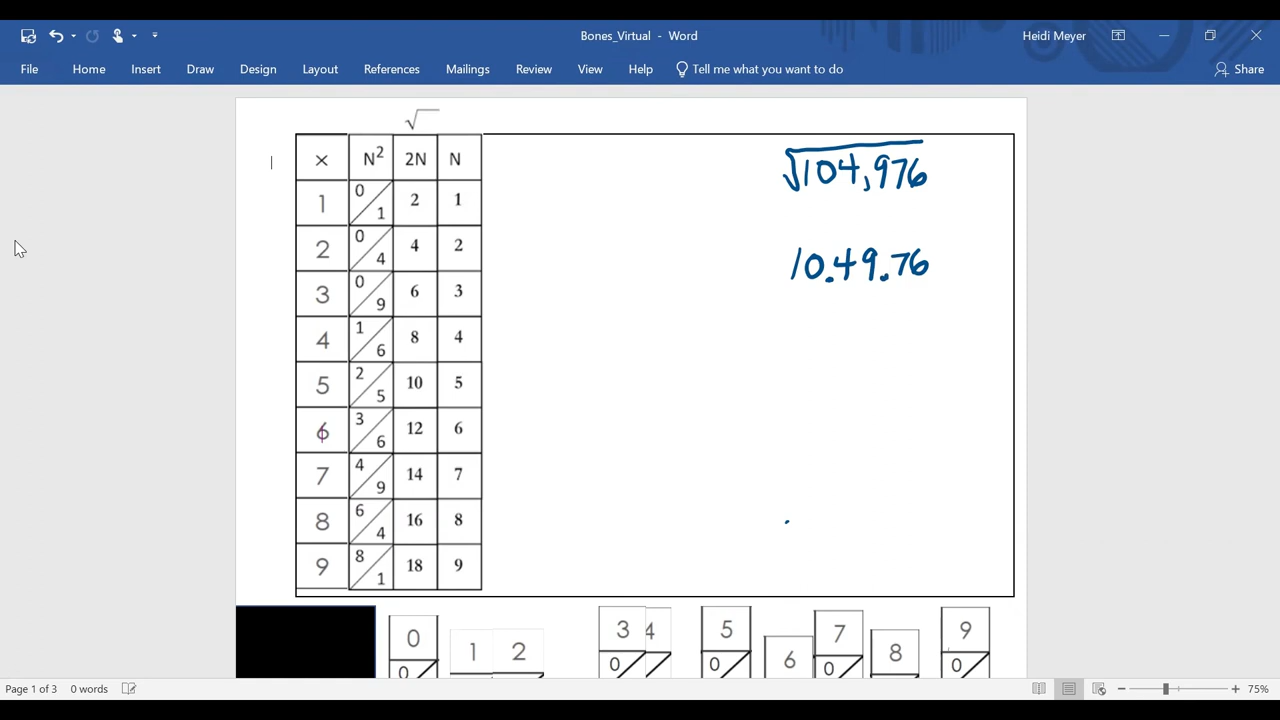 Bones_Virtual - Word
Heidi Meyer
File Home Insert Draw Design Layout References Mailings Review View Help Tell me what you want to do Share
√
× N² 2N N
1 0/1 2 1
2 0/4 4 2
3 0/9 6 3
4 1/6 8 4
5 2/5 10 5
6 3/6 12 6
7 4/9 14 7
8 6/4 16 8
9 8/1 18 9
√104,976
10.49.76
0 1 2 3 4 5 6 7 8 9
0 0 0 0 0
Page 1 of 3 0 words 75%